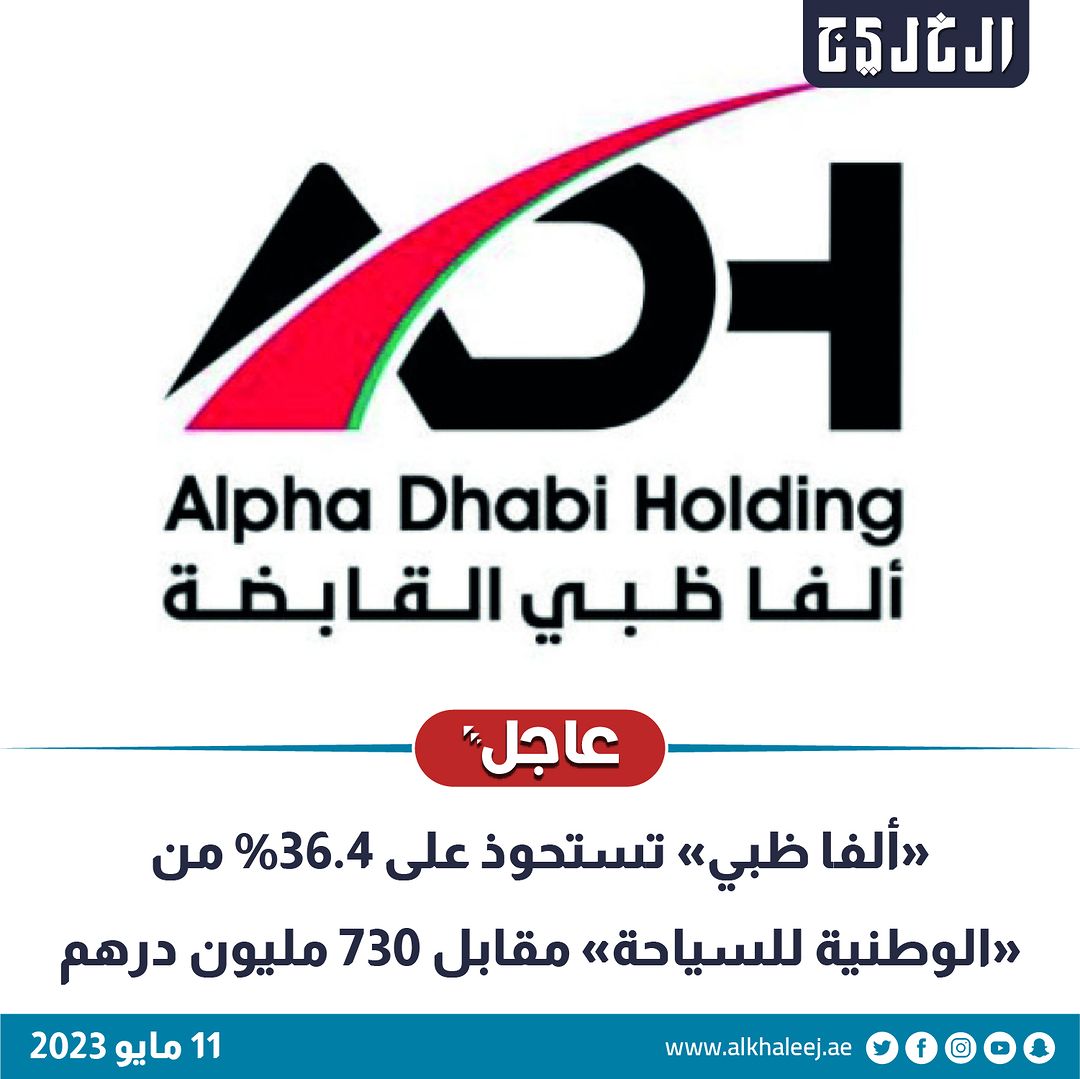 الخليج
ADH
Alpha Dhabi Holding
ألفا ظبي القابضة
عاجل
«ألفا ظبي» تستحوذ على 36.4% من
«الوطنية للسياحة» مقابل 730 مليون درهم
11 مايو 2023
www.alkhaleej.ae